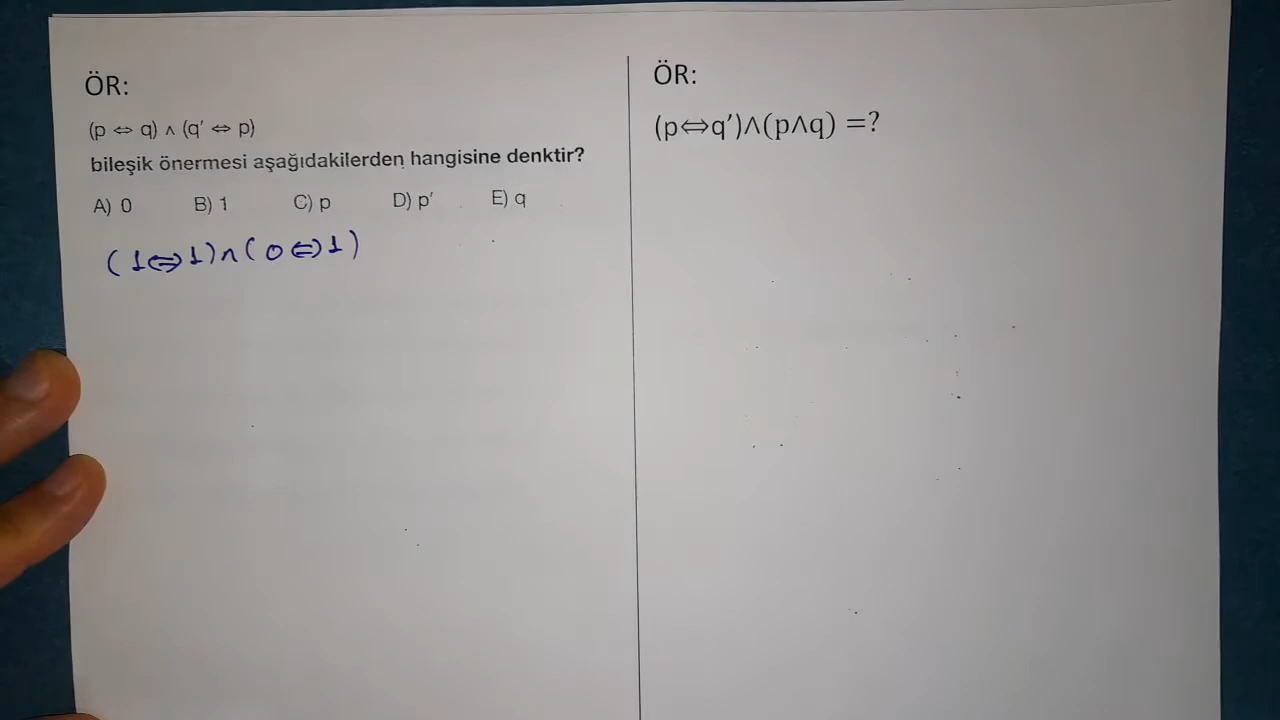 ÖR:
(p ⇔ q) ∧ (q′ ⇔ p)
bileşik önermesi aşağıdakilerden hangisine denktir?
A) 0 B) 1 C) p D) p′ E) q
(1⇔1)∧(0⇔1)
ÖR:
(p⇔q′)∧(p∧q) =?